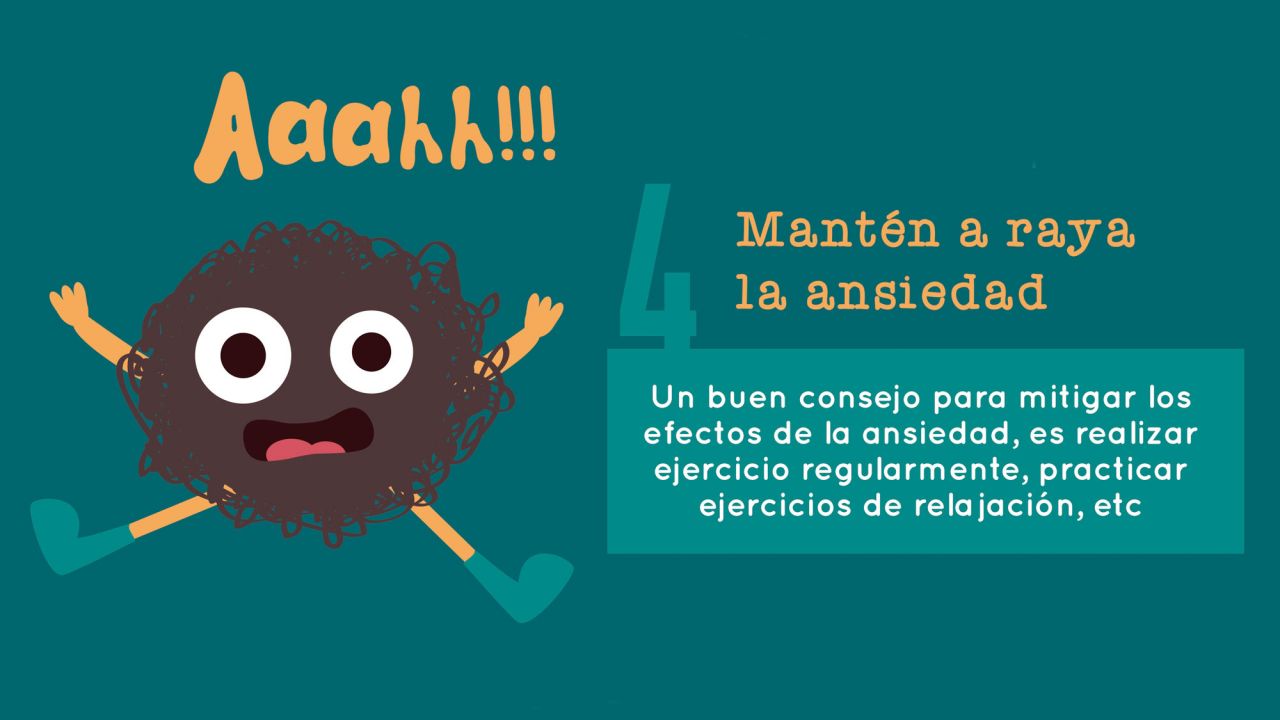 Aaahh!!!
4
Mantén a raya
la ansiedad
Un buen consejo para mitigar los
efectos de la ansiedad, es realizar
ejercicio regularmente, practicar
ejercicios de relajación, etc